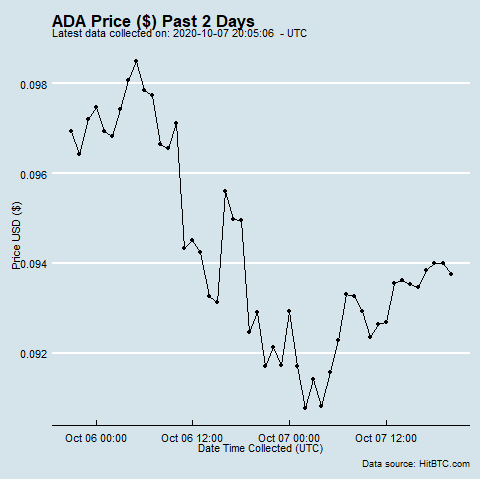 ADA Price ($) Past 2 Days
Latest data collected on: 2020-10-07 20:05:06  - UTC
0.098
0.096
0.094
0.092
Price USD ($)
Oct 06 00:00
Oct 06 12:00
Oct 07 00:00
Oct 07 12:00
Date Time Collected (UTC)
Data source: HitBTC.com